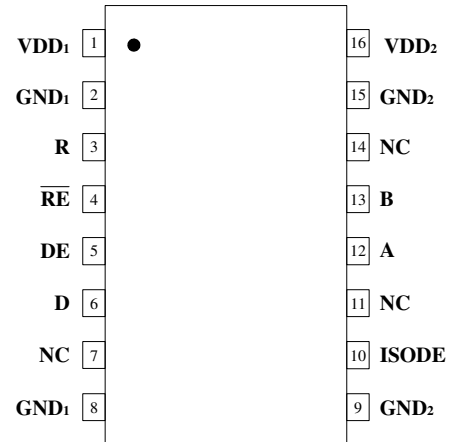 VDD₁ 1 16 VDD₂
GND₁ 2 15 GND₂
R 3 14 NC
R̅E̅ 4 13 B
DE 5 12 A
D 6 11 NC
NC 7 10 ISODE
GND₁ 8 9 GND₂